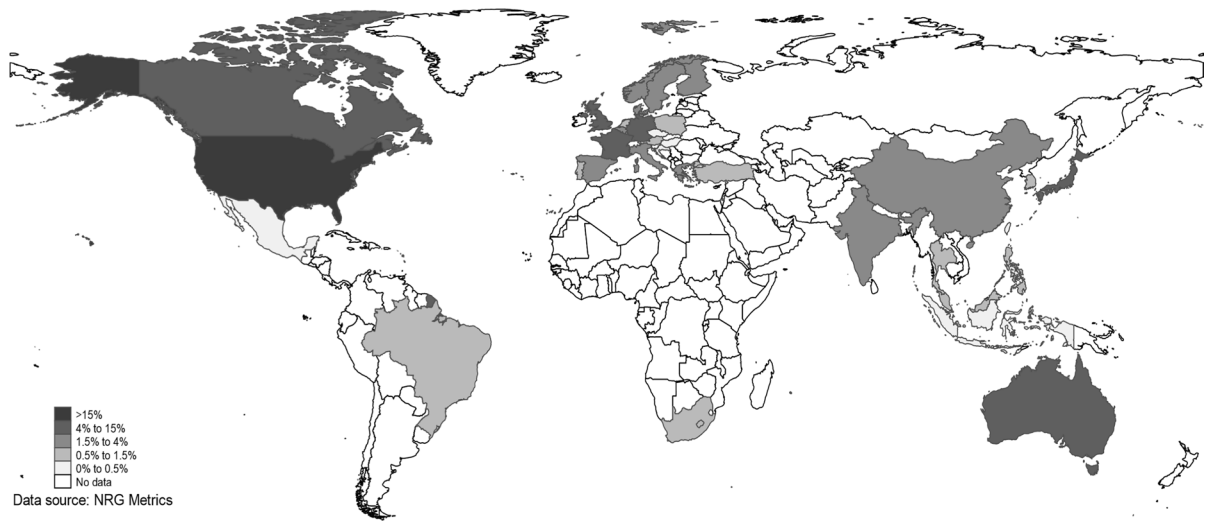 >15%
4% to 15%
1.5% to 4%
0.5% to 1.5%
0% to 0.5%
No data
Data source: NRG Metrics